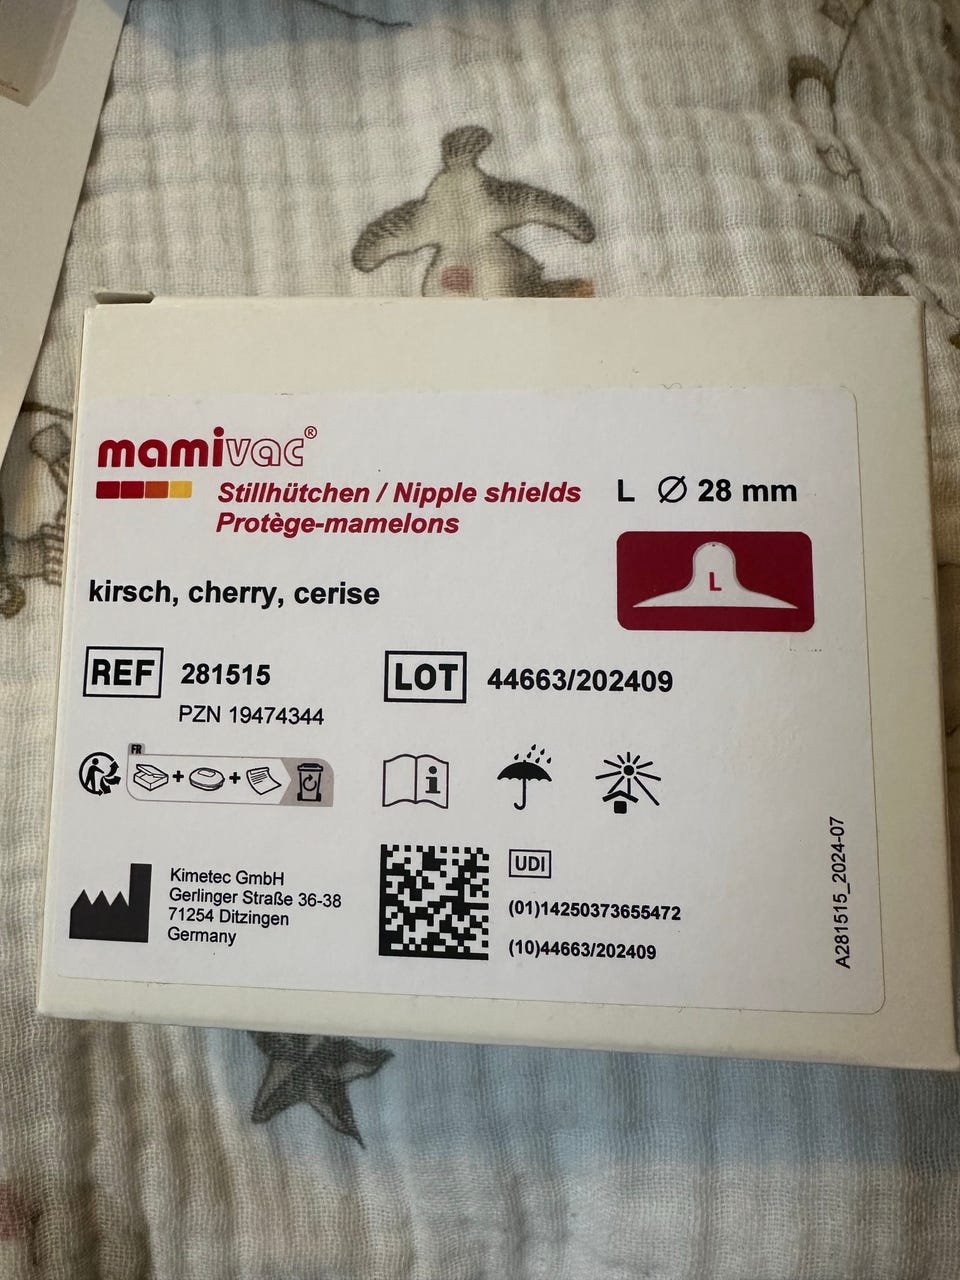 mamivac®
Stillhütchen / Nipple shields
Protège-mamelons
L Ø 28 mm
L
kirsch, cherry, cerise
REF 281515
PZN 19474344
LOT 44663/202409
FR
Kimetec GmbH
Gerlinger Straße 36-38
71254 Ditzingen
Germany
UDI
(01)14250373655472
(10)44663/202409
A281515_2024-07